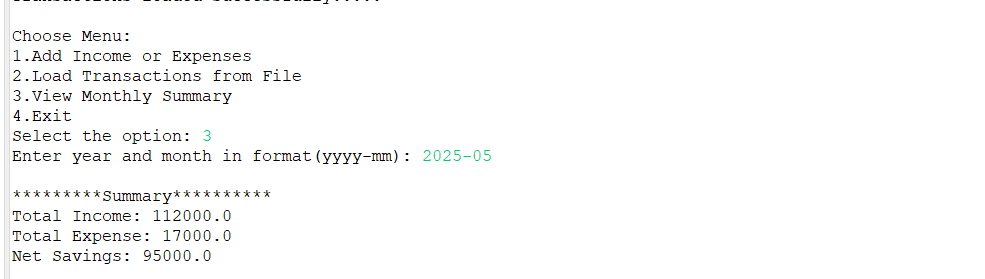 Choose Menu:
1.Add Income or Expenses
2.Load Transactions from File
3.View Monthly Summary
4.Exit
Select the option: 3
Enter year and month in format(yyyy-mm): 2025-05
*********Summary**********
Total Income: 112000.0
Total Expense: 17000.0
Net Savings: 95000.0